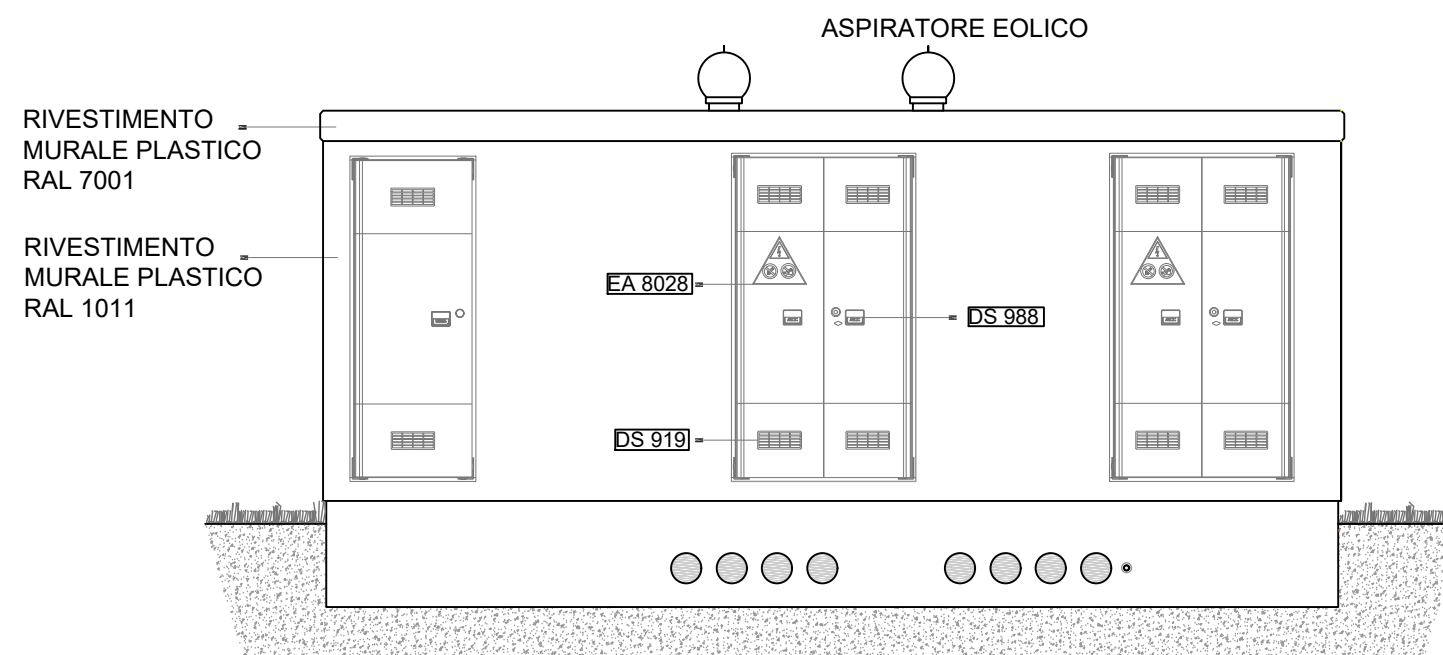 ASPIRATORE EOLICO
RIVESTIMENTO
MURALE PLASTICO
RAL 7001
RIVESTIMENTO
MURALE PLASTICO
RAL 1011
EA 8028
DS 988
DS 919